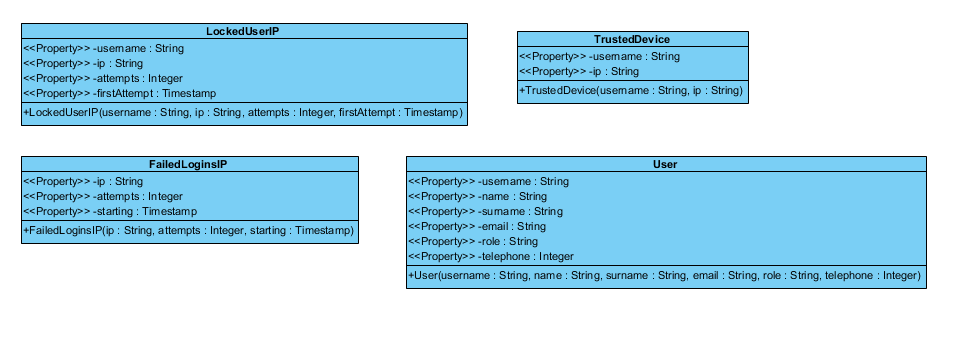 LockedUserIP
<<Property>> -username : String
<<Property>> -ip : String
<<Property>> -attempts : Integer
<<Property>> -firstAttempt : Timestamp
+LockedUserIP(username : String, ip : String, attempts : Integer, firstAttempt : Timestamp)
TrustedDevice
<<Property>> -username : String
<<Property>> -ip : String
+TrustedDevice(username : String, ip : String)
FailedLoginsIP
<<Property>> -ip : String
<<Property>> -attempts : Integer
<<Property>> -starting : Timestamp
+FailedLoginsIP(ip : String, attempts : Integer, starting : Timestamp)
User
<<Property>> -username : String
<<Property>> -name : String
<<Property>> -surname : String
<<Property>> -email : String
<<Property>> -role : String
<<Property>> -telephone : Integer
+User(username : String, name : String, surname : String, email : String, role : String, telephone : Integer)